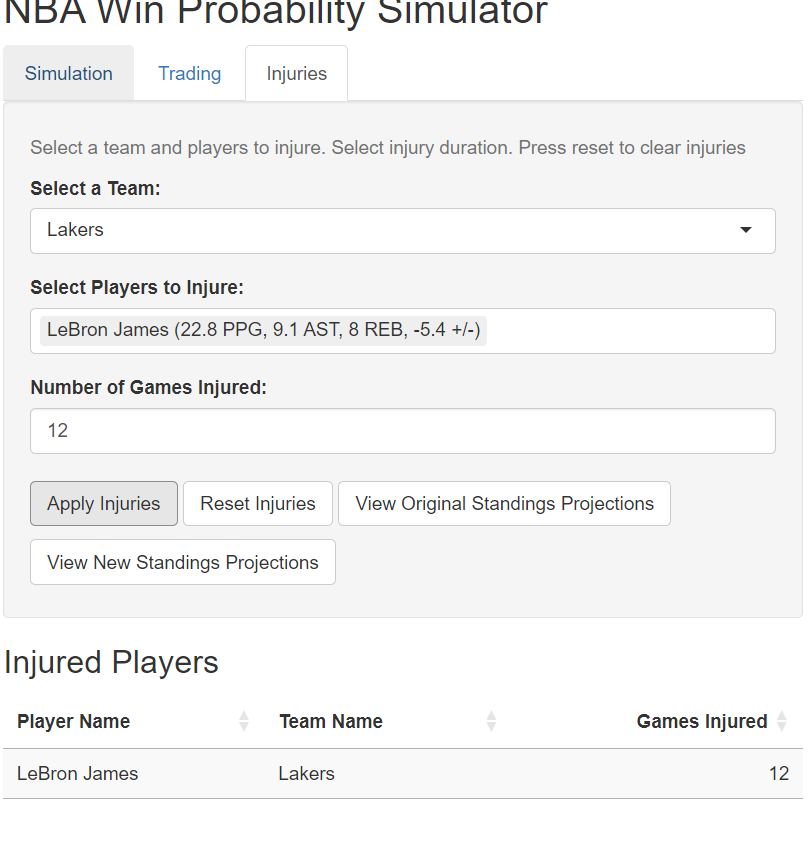 NBA Win Probability Simulator
Simulation Trading Injuries
Select a team and players to injure. Select injury duration. Press reset to clear injuries
Select a Team:
Lakers
Select Players to Injure:
LeBron James (22.8 PPG, 9.1 AST, 8 REB, -5.4 +/-)
Number of Games Injured:
12
Apply Injuries Reset Injuries View Original Standings Projections
View New Standings Projections
Injured Players
Player Name Team Name Games Injured
LeBron James Lakers 12